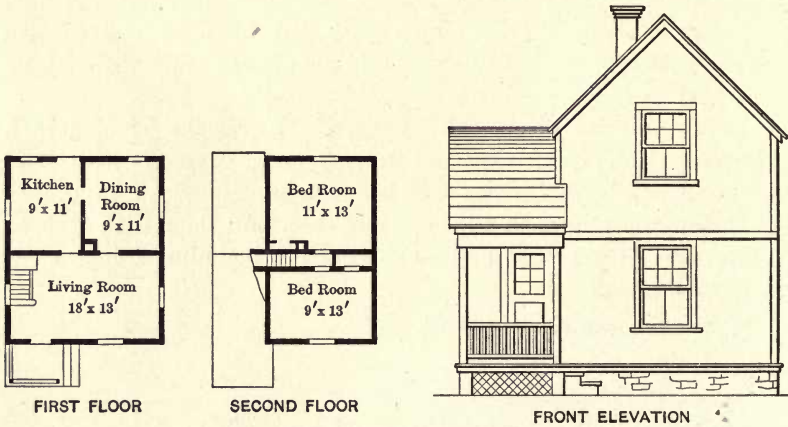 Kitchen
9' x 11'
Dining
Room
9' x 11'
Living Room
18' x 13'
FIRST FLOOR
Bed Room
11' x 13'
Bed Room
9' x 13'
SECOND FLOOR
FRONT ELEVATION